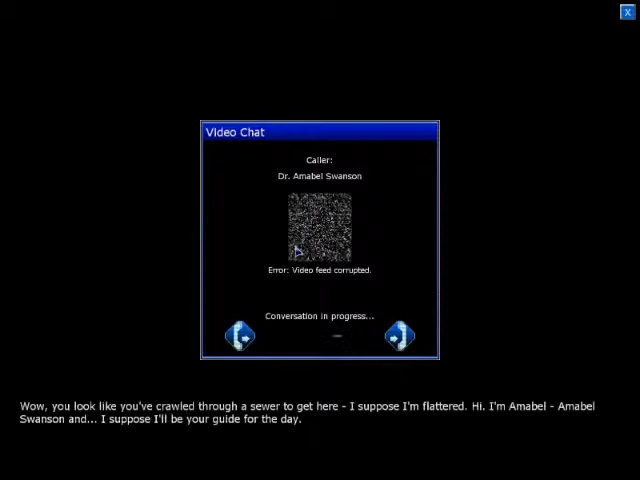 X
Video Chat
Caller:
Dr. Amabel Swanson
Error: Video feed corrupted.
Conversation in progress...
Wow, you look like you've crawled through a sewer to get here - I suppose I'm flattered. Hi. I'm Amabel - Amabel
Swanson and... I suppose I'll be your guide for the day.